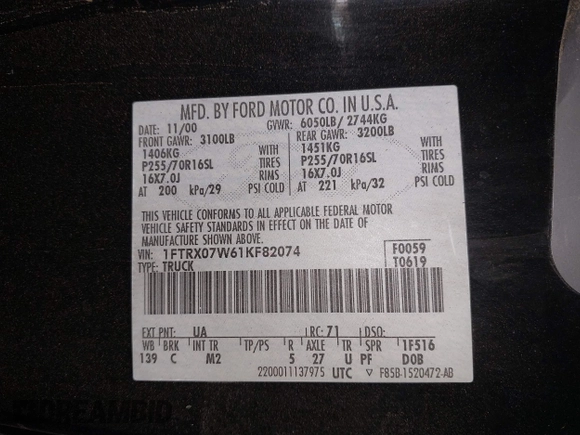 MFD. BY FORD MOTOR CO. IN U.S.A.
DATE: 11/00 GVWR: 6050LB/ 2744KG
FRONT GAWR: 3100LB REAR GAWR: 3200LB
1406KG WITH 1451KG WITH
P255/70R16SL TIRES P255/70R16SL TIRES
16X7.0J RIMS 16X7.0J RIMS
AT 200 kPa/29 PSI COLD AT 221 kPa/32 PSI COLD
THIS VEHICLE CONFORMS TO ALL APPLICABLE FEDERAL MOTOR
VEHICLE SAFETY STANDARDS IN EFFECT ON THE DATE OF
MANUFACTURE SHOWN ABOVE.
VIN: 1FTRX07W61KF82074 F0059
TYPE: TRUCK T0619
EXT PNT: UA RC: 71 DSO:
WB BRK INT TR TP/PS R AXLE TR SPR 1F516
139 C M2 5 27 U PF DOB
2200011137975 UTC ▽ F85B-1520472-AB